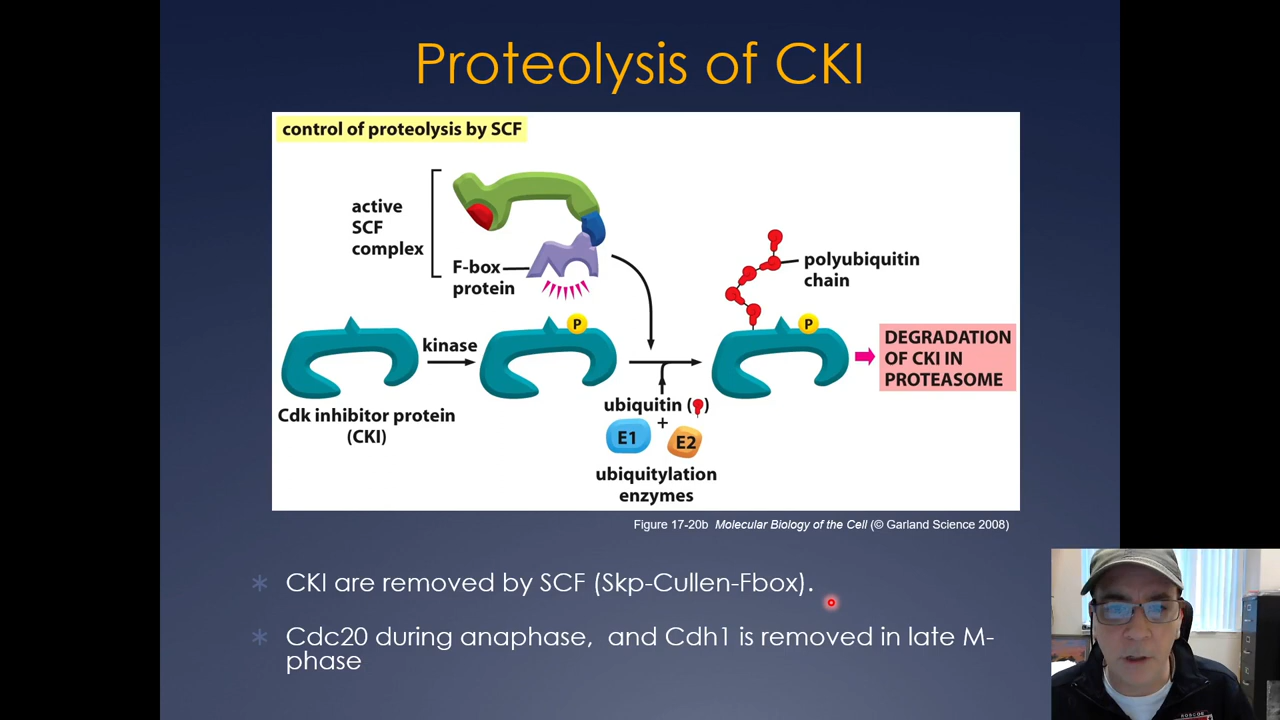 Proteolysis of CKI
control of proteolysis by SCF
active
SCF
complex
F-box
protein
polyubiquitin
chain
P
P
kinase
DEGRADATION
OF CKI IN
PROTEASOME
Cdk inhibitor protein
(CKI)
ubiquitin ( )
+
E1
E2
ubiquitylation
enzymes
Figure 17-20b Molecular Biology of the Cell (© Garland Science 2008)
CKI are removed by SCF (Skp-Cullen-Fbox).
Cdc20 during anaphase, and Cdh1 is removed in late M-
phase